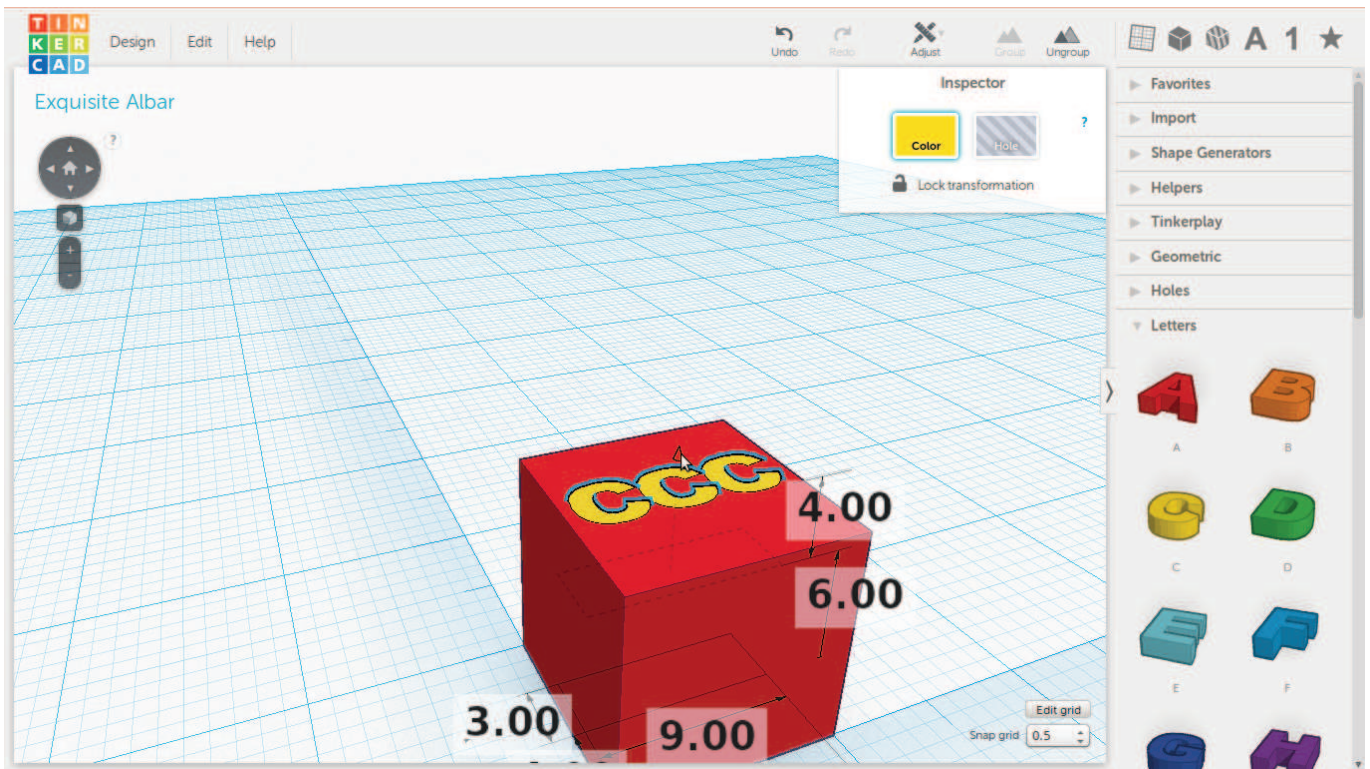 TIN
KER
CAD
Design Edit Help
Undo Redo Adjust Group Ungroup
A 1
Exquisite Albar
?
+
-
Inspector
Color Hole
?
Lock transformation
Favorites
Import
Shape Generators
Helpers
Tinkerplay
Geometric
Holes
Letters
A B
A B
C D
C D
E F
E F
G H
CCC
4.00
6.00
3.00
9.00
Edit grid
Snap grid 0.5